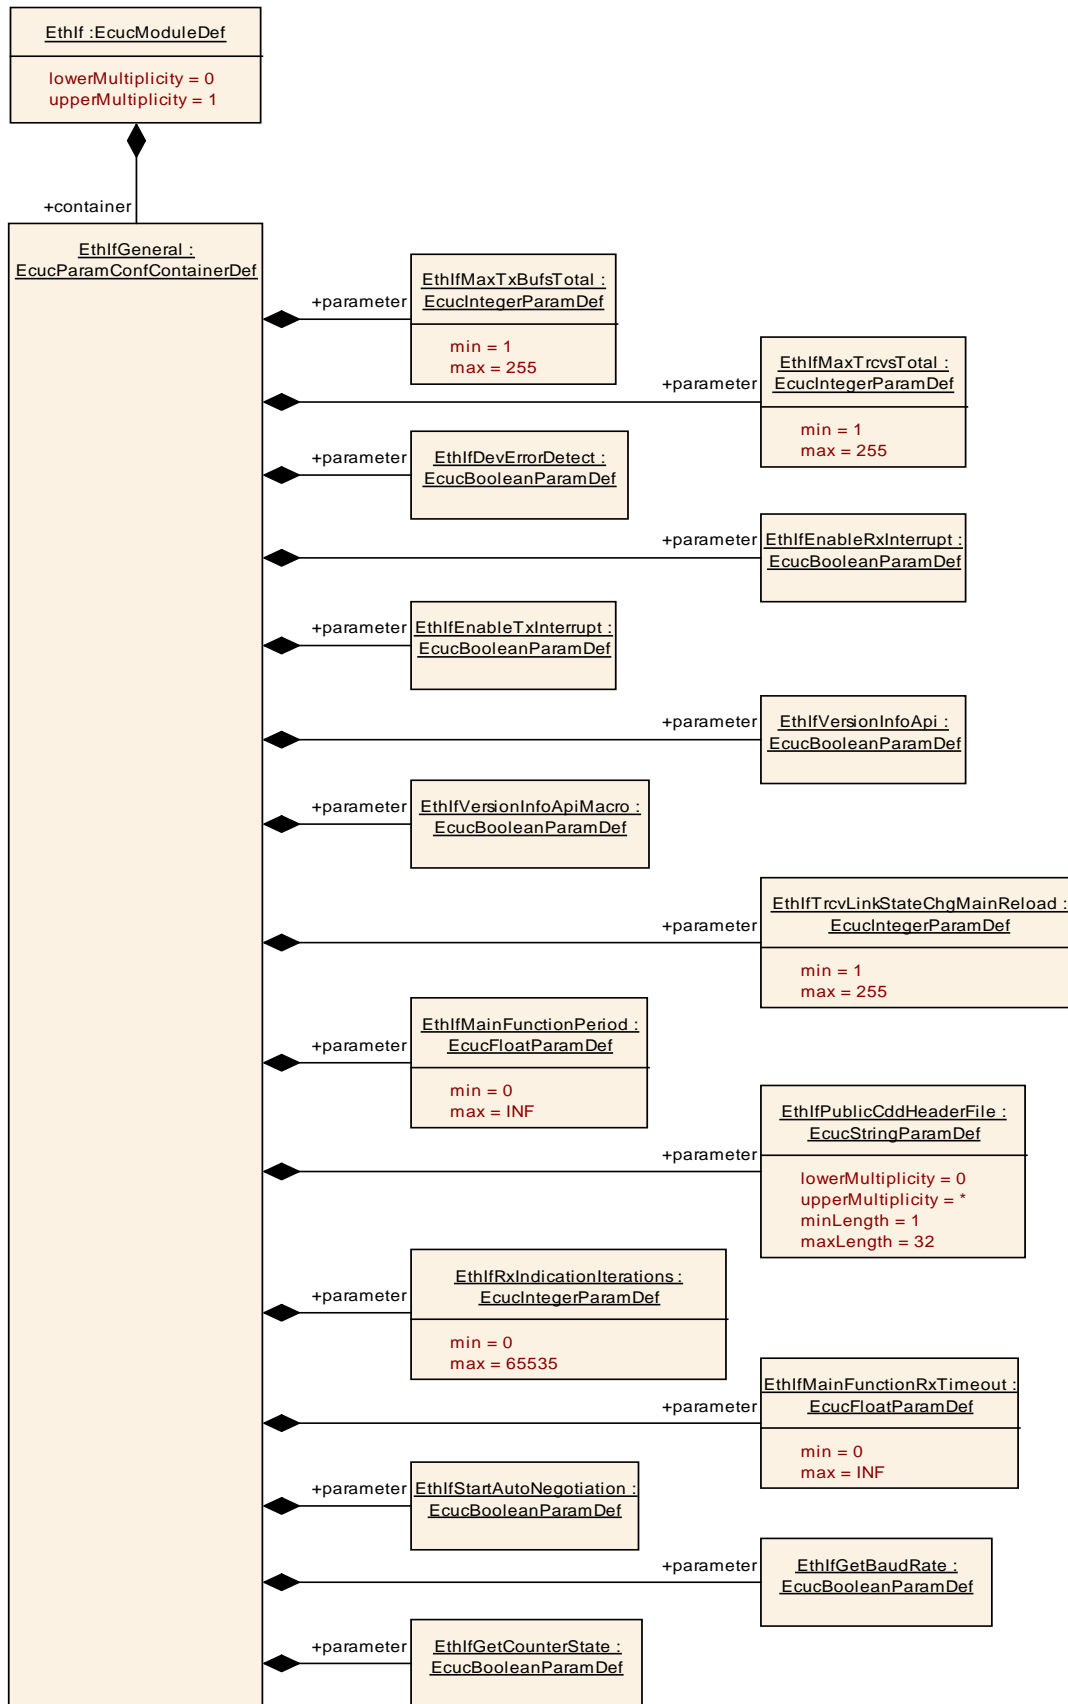 EthIf :EcucModuleDef
lowerMultiplicity = 0
upperMultiplicity = 1
+container
EthIfGeneral :
EcucParamConfContainerDef
+parameter
EthIfMaxTxBufsTotal :
EcucIntegerParamDef
min = 1
max = 255
+parameter
EthIfMaxTrcvsTotal :
EcucIntegerParamDef
min = 1
max = 255
+parameter
EthIfDevErrorDetect :
EcucBooleanParamDef
+parameter
EthIfEnableRxInterrupt :
EcucBooleanParamDef
+parameter
EthIfEnableTxInterrupt :
EcucBooleanParamDef
+parameter
EthIfVersionInfoApi :
EcucBooleanParamDef
+parameter
EthIfVersionInfoApiMacro :
EcucBooleanParamDef
+parameter
EthIfTrcvLinkStateChgMainReload :
EcucIntegerParamDef
min = 1
max = 255
+parameter
EthIfMainFunctionPeriod :
EcucFloatParamDef
min = 0
max = INF
+parameter
EthIfPublicCddHeaderFile :
EcucStringParamDef
lowerMultiplicity = 0
upperMultiplicity = *
minLength = 1
maxLength = 32
+parameter
EthIfRxIndicationIterations :
EcucIntegerParamDef
min = 0
max = 65535
+parameter
EthIfMainFunctionRxTimeout :
EcucFloatParamDef
min = 0
max = INF
+parameter
EthIfStartAutoNegotiation :
EcucBooleanParamDef
+parameter
EthIfGetBaudRate :
EcucBooleanParamDef
+parameter
EthIfGetCounterState :
EcucBooleanParamDef